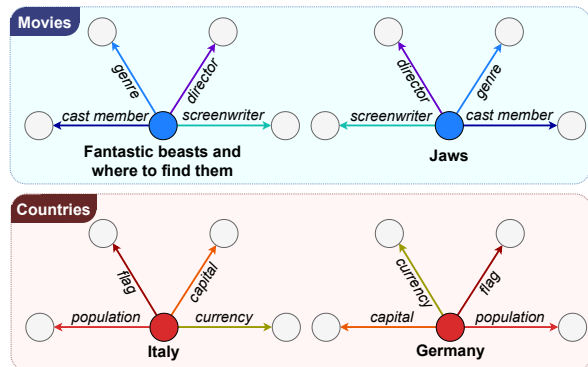 Movies
genre
director
cast member
screenwriter
Fantastic beasts and
where to find them
director
genre
screenwriter
cast member
Jaws
Countries
flag
capital
population
currency
Italy
currency
flag
capital
population
Germany